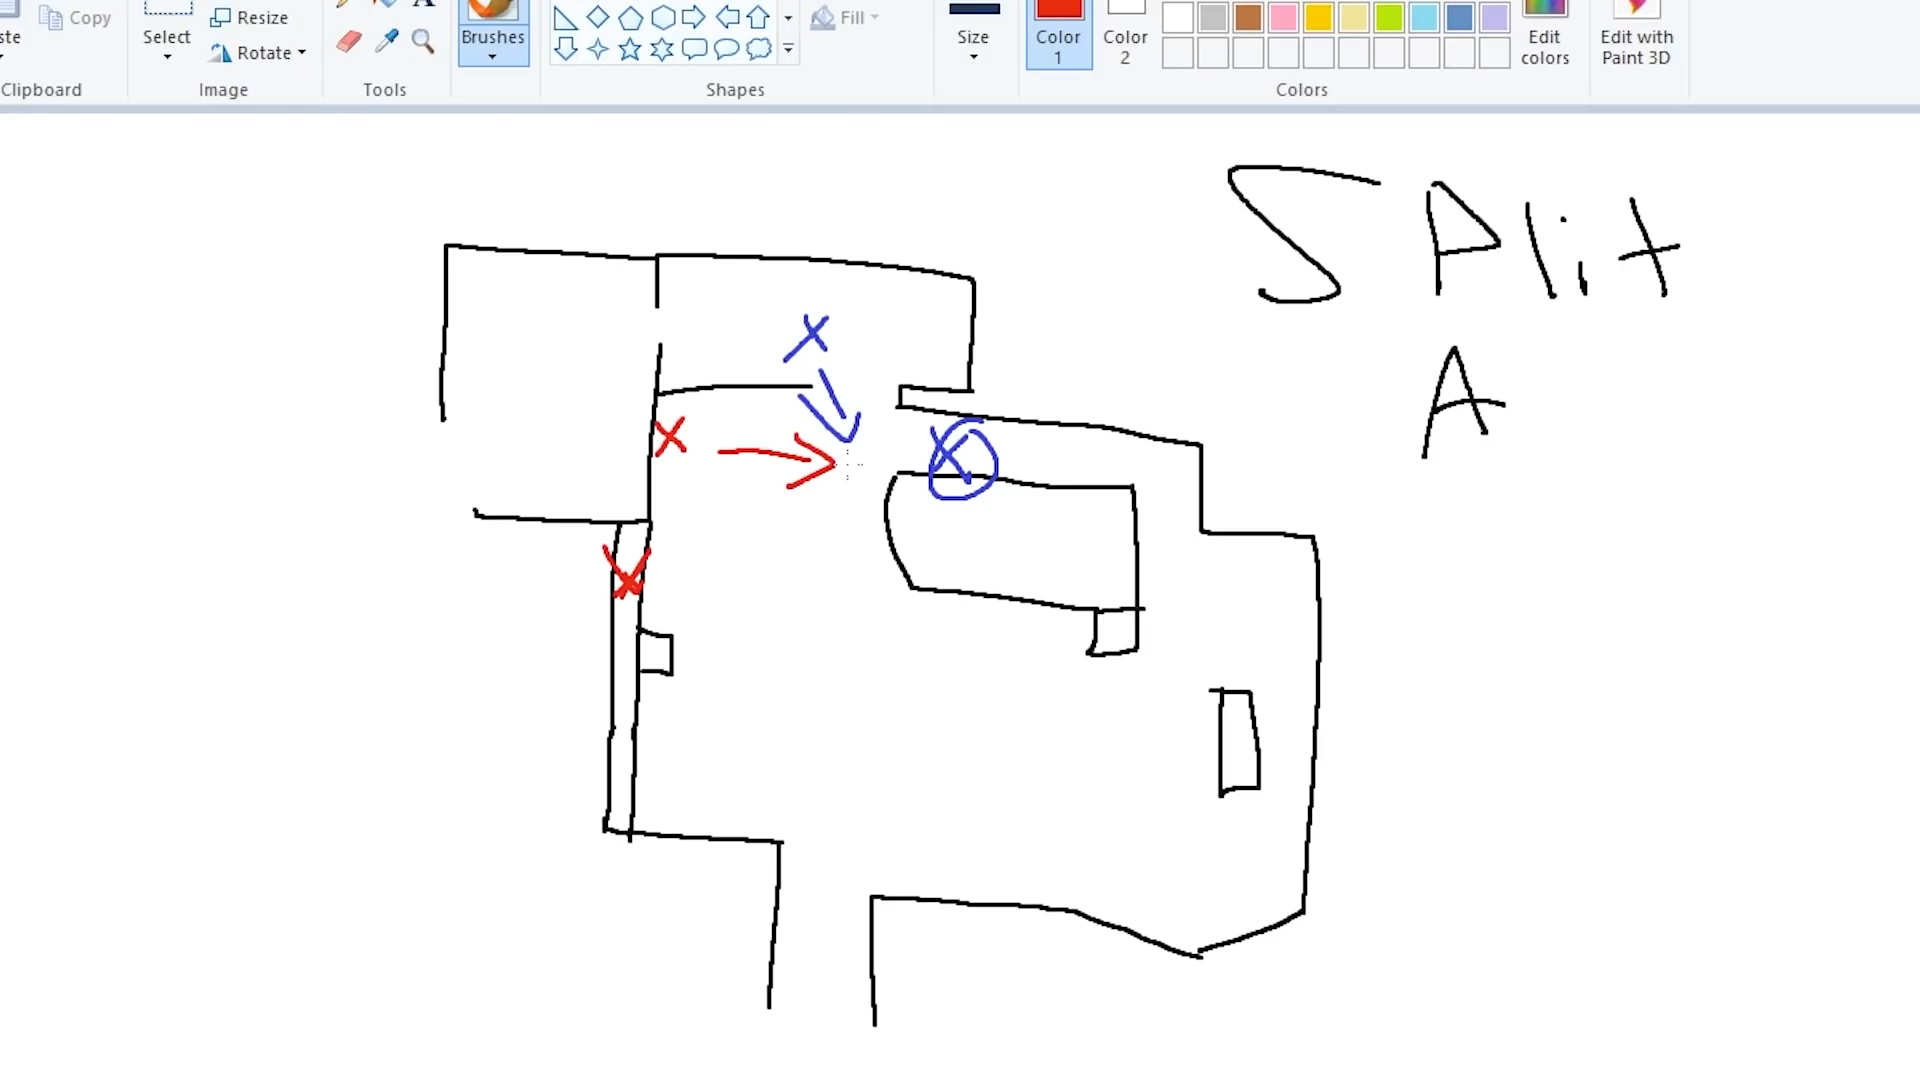 Copy
Resize
Select
Rotate
Brushes
Fill
Size
Color
1
Color
2
Edit
colors
Edit with
Paint 3D
Clipboard
Image
Tools
Shapes
Colors
SPlit
A
X
X
X
X